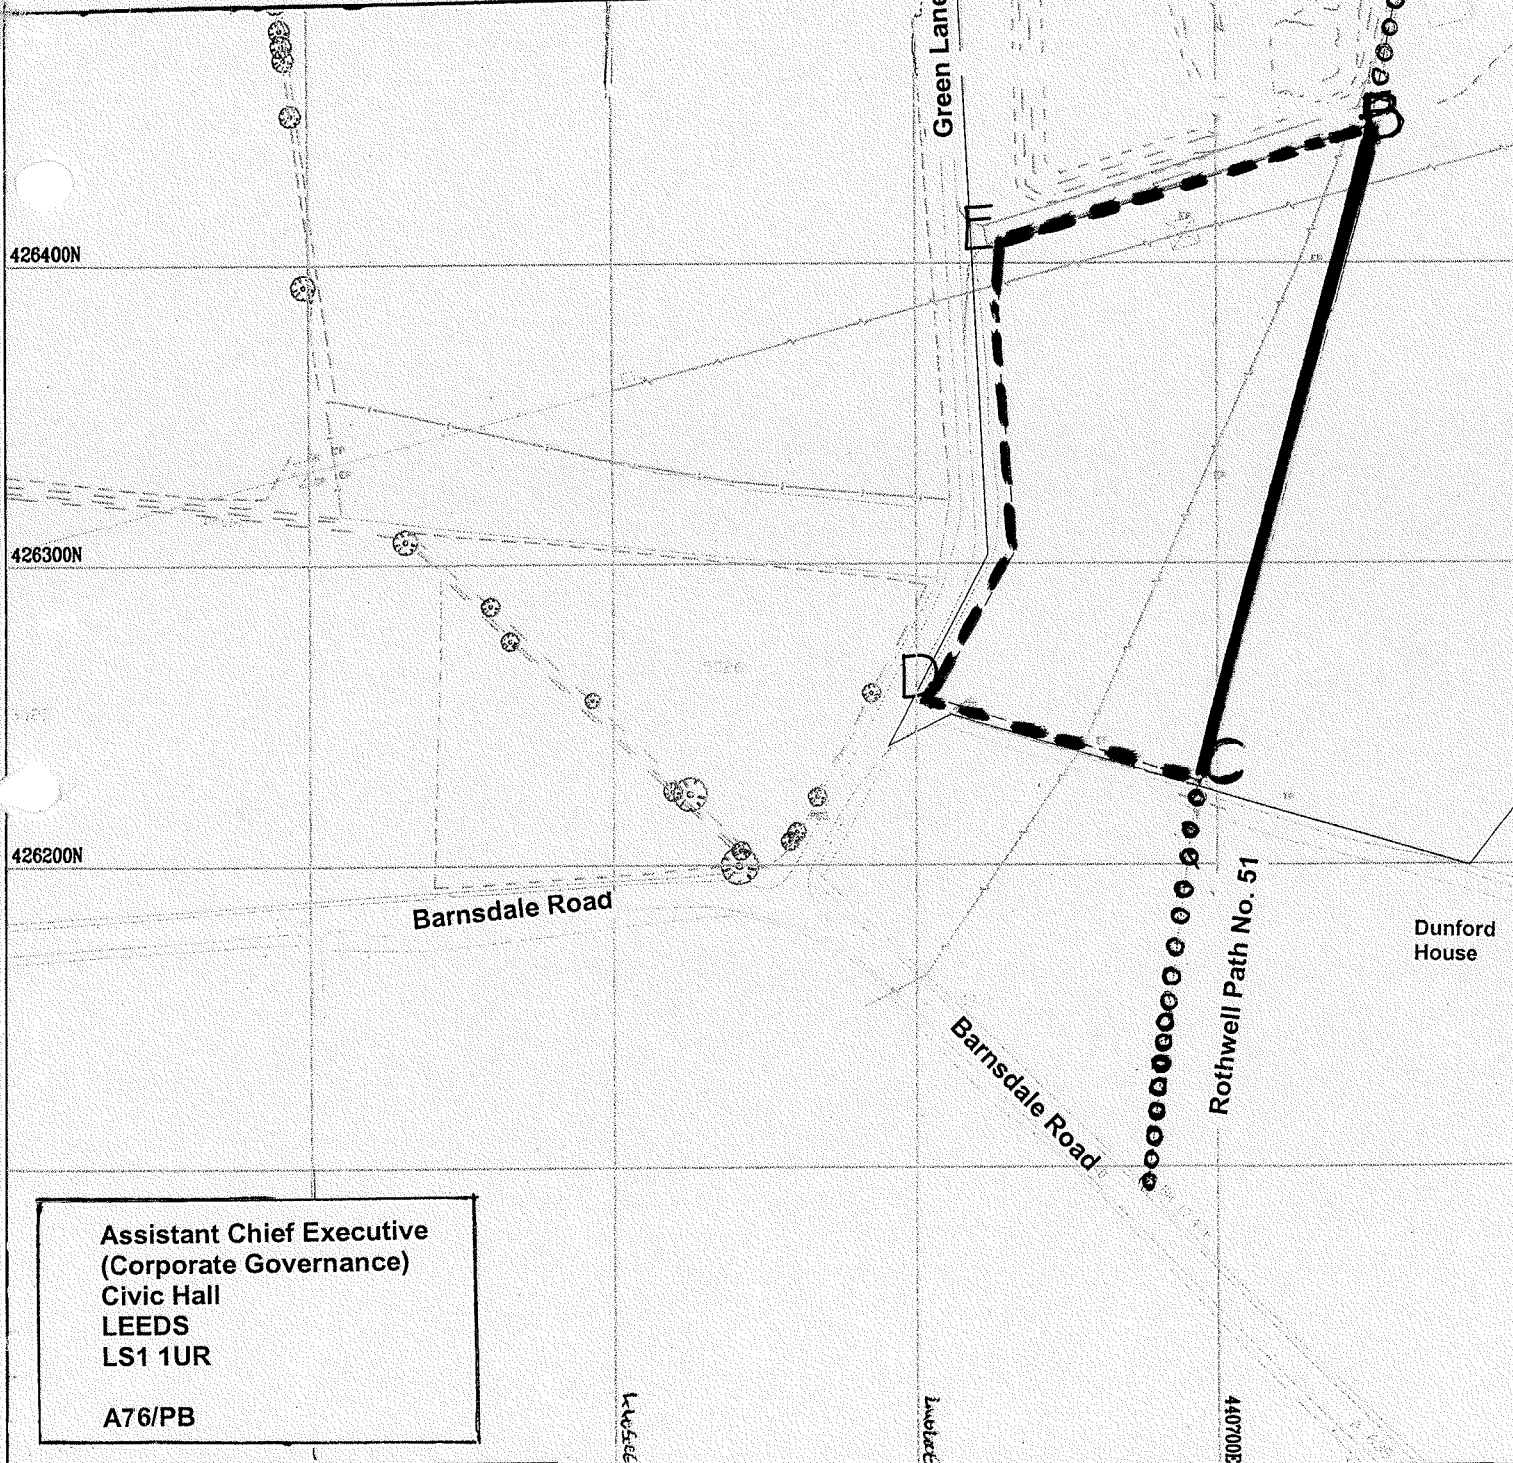 Green Lane
B
E
426400N
426300N
D
C
426200N
Barnsdale Road
Rothwell Path No. 51
Dunford
House
Barnsdale Road
Assistant Chief Executive
(Corporate Governance)
Civic Hall
LEEDS
LS1 1UR
A76/PB
440700E